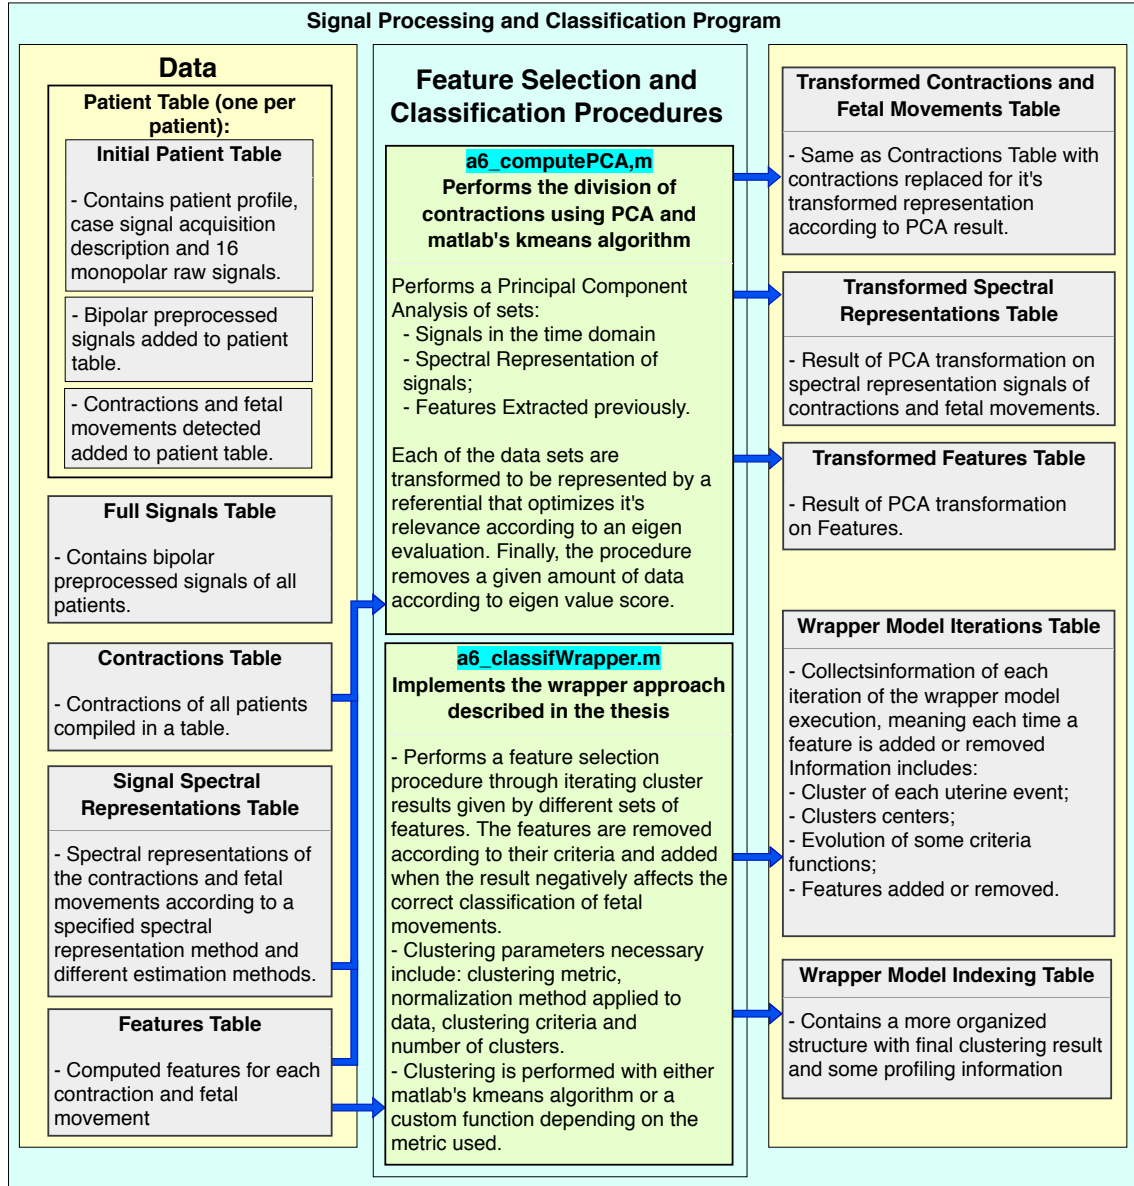 Signal Processing and Classification Program
Data
Patient Table (one per
patient):
Initial Patient Table
- Contains patient profile,
case signal acquisition
description and 16
monopolar raw signals.
- Bipolar preprocessed
signals added to patient
table.
- Contractions and fetal
movements detected
added to patient table.
Full Signals Table
- Contains bipolar
preprocessed signals of all
patients.
Contractions Table
- Contractions of all patients
compiled in a table.
Signal Spectral
Representations Table
- Spectral representations of
the contractions and fetal
movements according to a
specified spectral
representation method and
different estimation methods.
Features Table
- Computed features for each
contraction and fetal
movement
Feature Selection and
Classification Procedures
a6_computePCA,m
Performs the division of
contractions using PCA and
matlab's kmeans algorithm
Performs a Principal Component
Analysis of sets:
- Signals in the time domain
- Spectral Representation of
signals;
- Features Extracted previously.
Each of the data sets are
transformed to be represented by a
referential that optimizes it's
relevance according to an eigen
evaluation. Finally, the procedure
removes a given amount of data
according to eigen value score.
a6_classifWrapper.m
Implements the wrapper approach
described in the thesis
- Performs a feature selection
procedure through iterating cluster
results given by different sets of
features. The features are removed
according to their criteria and added
when the result negatively affects the
correct classification of fetal
movements.
- Clustering parameters necessary
include: clustering metric,
normalization method applied to
data, clustering criteria and
number of clusters.
- Clustering is performed with either
matlab's kmeans algorithm or a
custom function depending on the
metric used.
Transformed Contractions and
Fetal Movements Table
- Same as Contractions Table with
contractions replaced for it's
transformed representation
according to PCA result.
Transformed Spectral
Representations Table
- Result of PCA transformation on
spectral representation signals of
contractions and fetal movements.
Transformed Features Table
- Result of PCA transformation
on Features.
Wrapper Model Iterations Table
- Collectsinformation of each
iteration of the wrapper model
execution, meaning each time a
feature is added or removed
Information includes:
- Cluster of each uterine event;
- Clusters centers;
- Evolution of some criteria
functions;
- Features added or removed.
Wrapper Model Indexing Table
- Contains a more organized
structure with final clustering result
and some profiling information